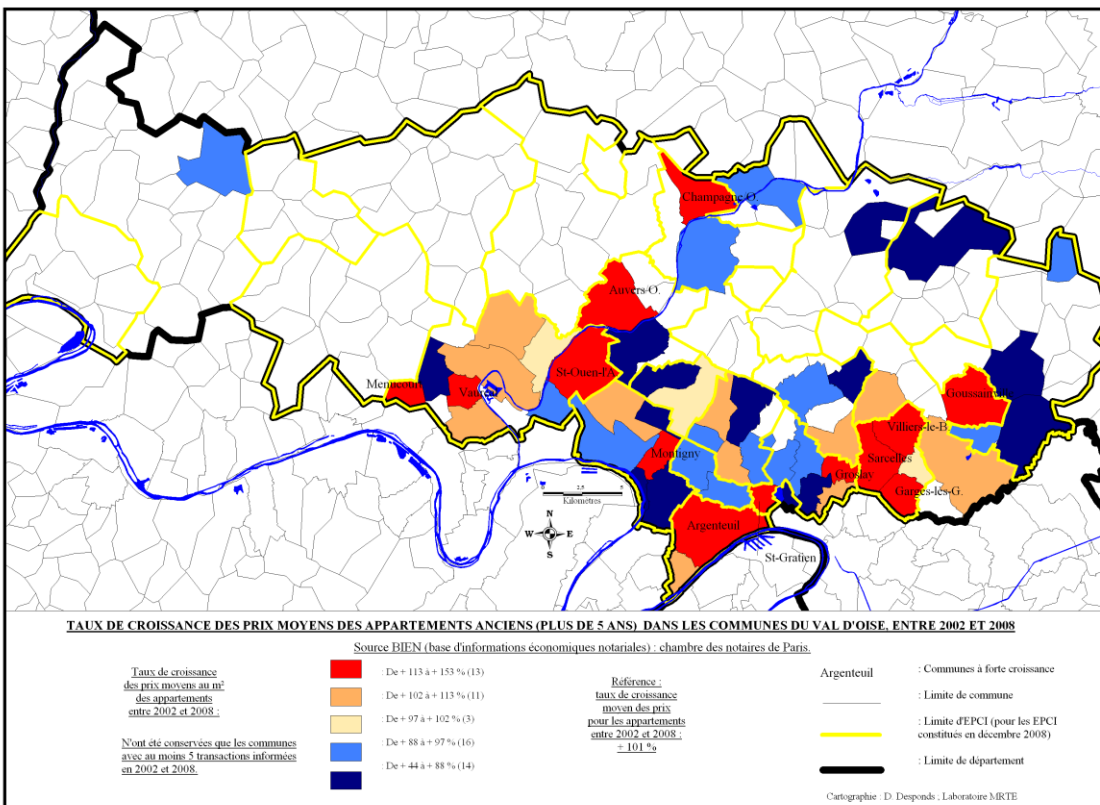 Champagne O.
Auvers-O.
St-Ouen-l'A.
Menucourt
Vauréal
Goussainville
Villiers-le-B.
Montigny
Sarcelles
Groslay
Garges-lès-G.
Argenteuil
St-Gratien
0 2,5 5
Kilomètres
N
W E
S
TAUX DE CROISSANCE DES PRIX MOYENS DES APPARTEMENTS ANCIENS (PLUS DE 5 ANS) DANS LES COMMUNES DU VAL D'OISE, ENTRE 2002 ET 2008
Source BIEN (base d'informations économiques notariales) : chambre des notaires de Paris.
Taux de croissance
des prix moyens au m²
des appartements
entre 2002 et 2008 :
N'ont été conservées que les communes
avec au moins 5 transactions informées
en 2002 et 2008.
: De + 113 à + 153 % (13)
: De + 102 à + 113 % (11)
: De + 97 à + 102 % (3)
: De + 88 à + 97 % (16)
: De + 44 à + 88 % (14)
Référence :
taux de croissance
moyen des prix
pour les appartements
entre 2002 et 2008 :
+ 101 %
Argenteuil : Communes à forte croissance
: Limite de commune
: Limite d'EPCI (pour les EPCI
constitués en décembre 2008)
: Limite de département
Cartographie : D. Desponds ; Laboratoire MRTE